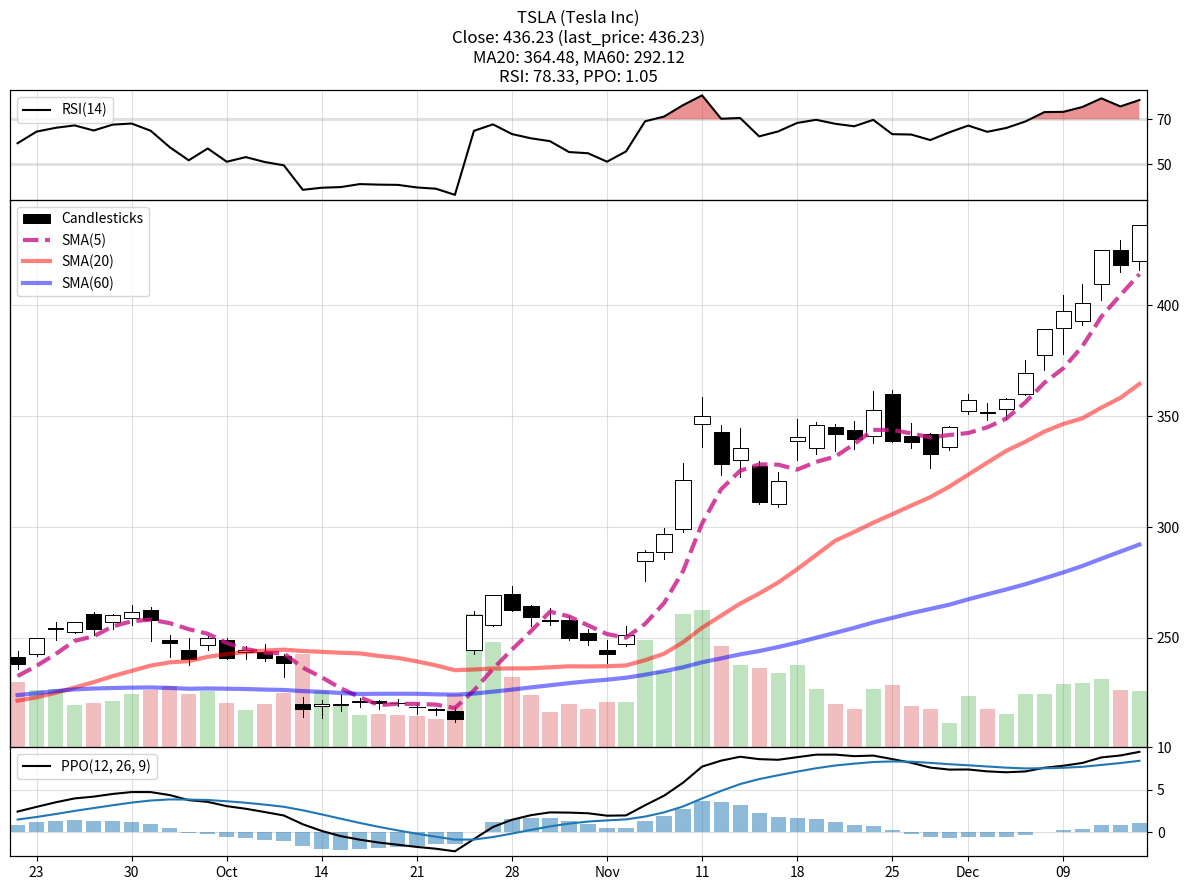 TSLA (Tesla Inc)
Close: 436.23 (last_price: 436.23)
MA20: 364.48, MA60: 292.12
RSI: 78.33, PPO: 1.05
RSI(14)
70
50
Candlesticks
SMA(5)
SMA(20)
SMA(60)
400
350
300
250
PPO(12, 26, 9)
10
5
0
23 30 Oct 14 21 28 Nov 11 18 25 Dec 09